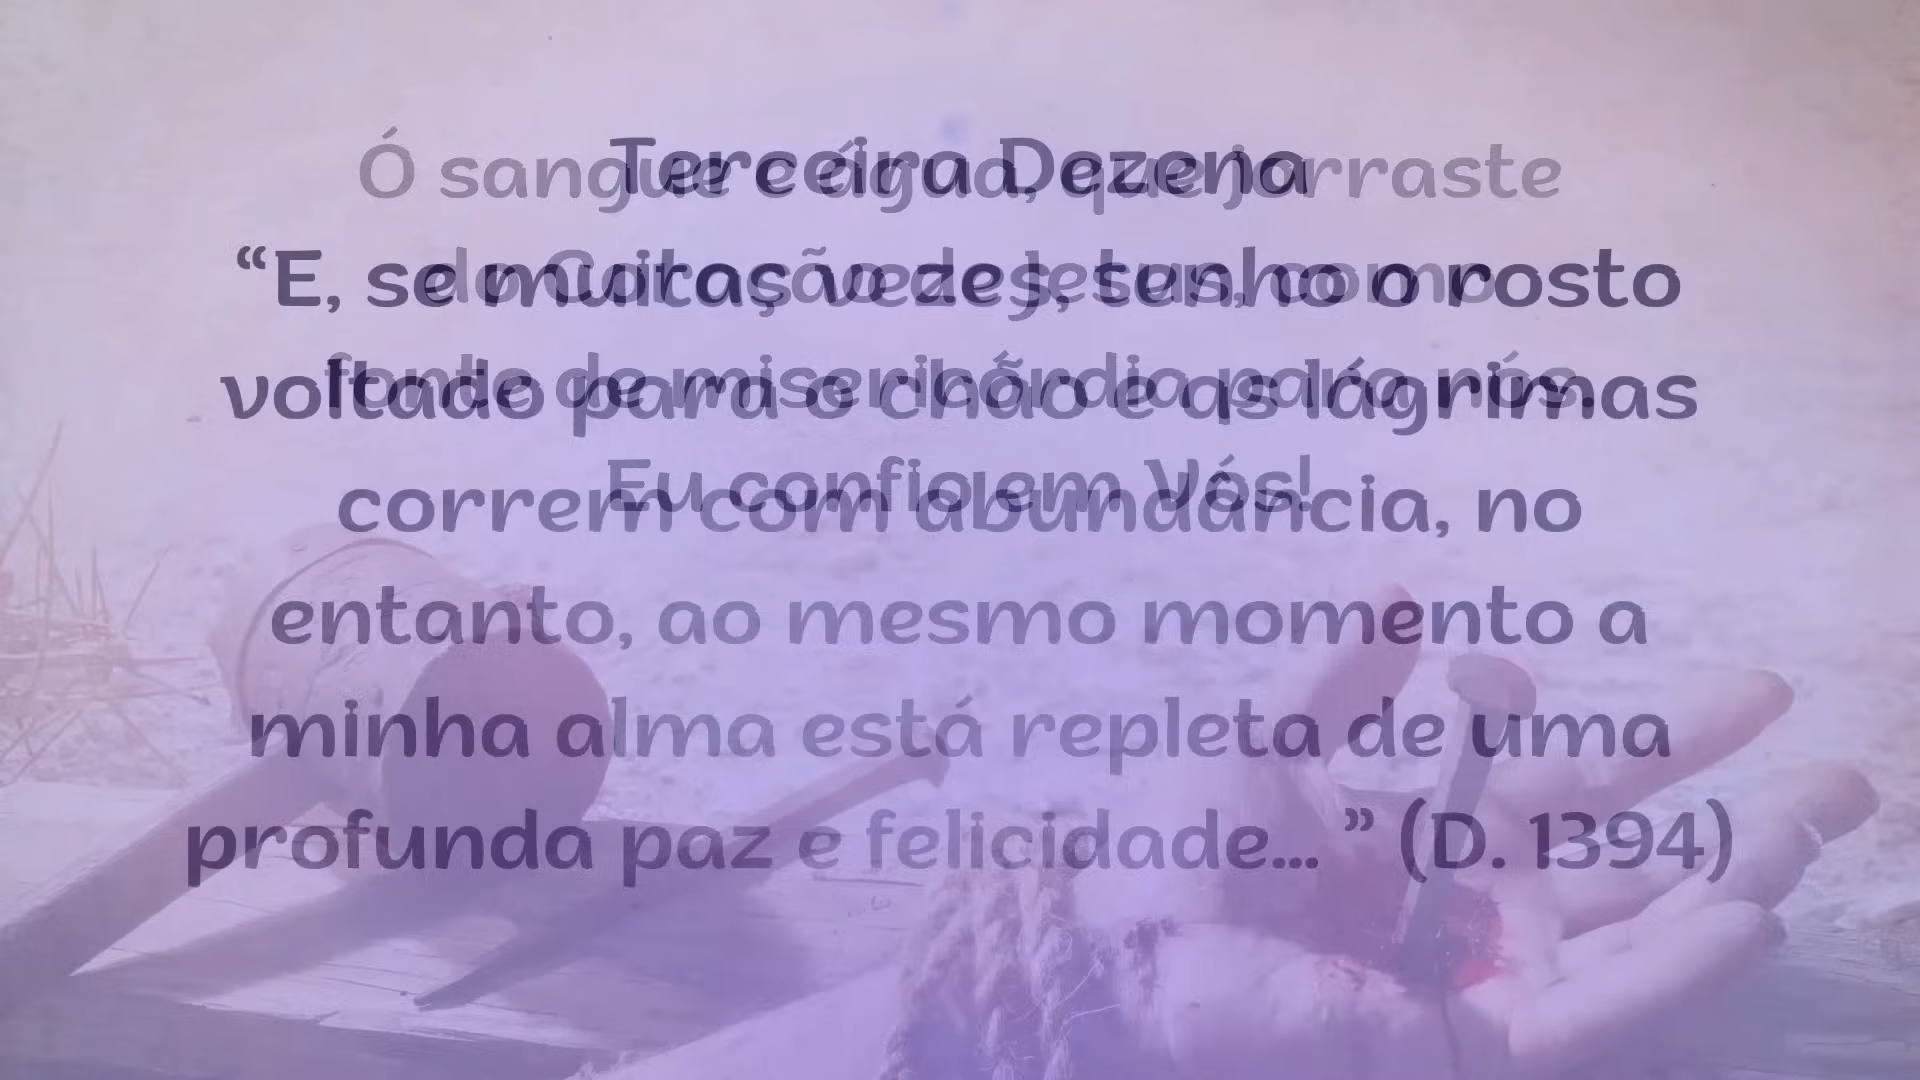 Terceira Dezena
“E, se muitas vezes, tenho o rosto
voltado para o chão e as lágrimas
correm com abundância, no
entanto, ao mesmo momento a
minha alma está repleta de uma
profunda paz e felicidade... ” (D. 1394)
Ó sangue e água, que jorraste
do Coração de Jesus, como
fonte de misericórdia para nós.
Eu confio em Vós!